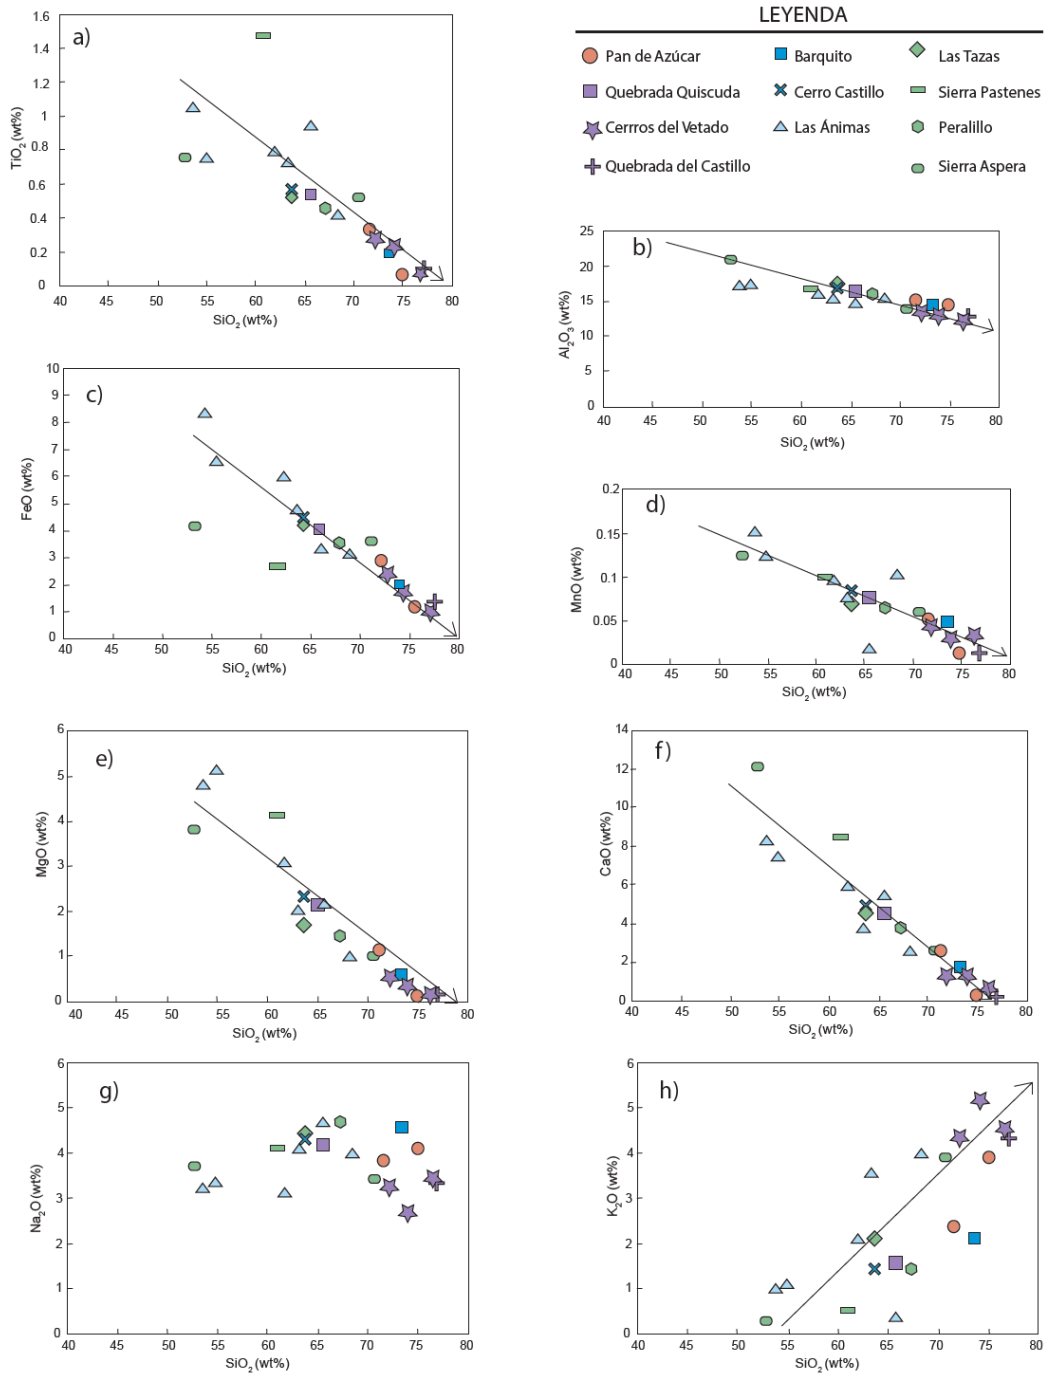 LEYENDA
Pan de Azúcar
Barquito
Las Tazas
Quebrada Quiscuda
Cerro Castillo
Sierra Pastenes
Cerrros del Vetado
Las Ánimas
Peralillo
Quebrada del Castillo
Sierra Aspera
a)
TiO2 (wt%)
1.6
1.4
1.2
1
0.8
0.6
0.4
0.2
0
40 45 50 55 60 65 70 75 80
SiO2 (wt%)
b)
Al2O3 (wt%)
25
20
15
10
5
0
40 45 50 55 60 65 70 75 80
SiO2 (wt%)
c)
FeO (wt%)
10
9
8
7
6
5
4
3
2
1
0
40 45 50 55 60 65 70 75 80
SiO2 (wt%)
d)
MnO (wt%)
0.2
0.15
0.1
0.05
0
40 45 50 55 60 65 70 75 80
SiO2 (wt%)
e)
MgO (wt%)
6
5
4
3
2
1
0
40 45 50 55 60 65 70 75 80
SiO2 (wt%)
f)
CaO (wt%)
14
12
10
8
6
4
2
0
40 45 50 55 60 65 70 75 80
SiO2 (wt%)
g)
Na2O (wt%)
6
5
4
3
2
1
0
40 45 50 55 60 65 70 75 80
SiO2 (wt%)
h)
K2O (wt%)
6
5
4
3
2
1
0
40 45 50 55 60 65 70 75 80
SiO2 (wt%)